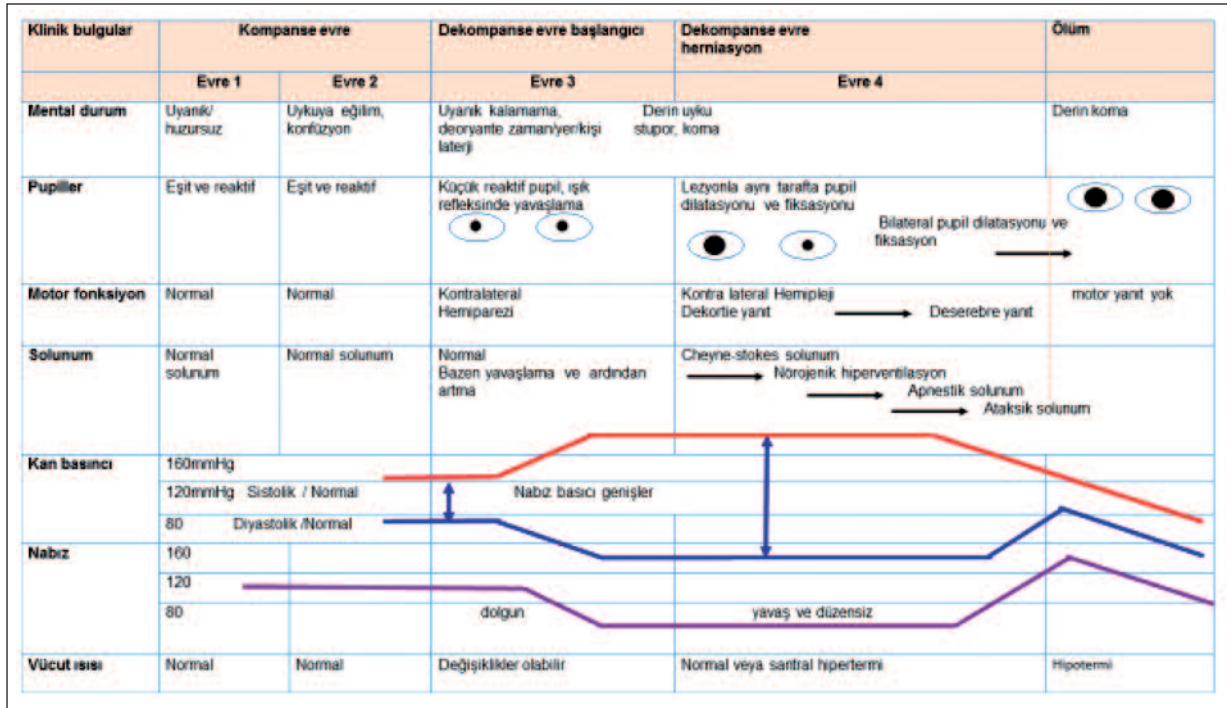 Klinik bulgular Kompanse evre Dekompanse evre başlangıcı Dekompanse evre Ölüm
herniasyon
Evre 1 Evre 2 Evre 3 Evre 4
Mental durum Uyanık/ Uykuya eğilim, Uyanık kalamama, Derin uyku Derin koma
huzursuz konfüzyon deoryante zaman/yer/kişi stupor, koma
laterji
Pupiller Eşit ve reaktif Eşit ve reaktif Küçük reaktif pupil, ışık Lezyonla aynı tarafta pupil
refleksinde yavaşlama dilatasyonu ve fiksasyonu
Bilateral pupil dilatasyonu ve
fiksasyon
Motor fonksiyon Normal Normal Kontralateral Kontra lateral Hemipleji motor yanıt yok
Hemiparezi Dekortie yanıt Deserebre yanıt
Solunum Normal Normal solunum Normal Cheyne-stokes solunum
solunum Bazen yavaşlama ve ardından Nörojenik hiperventilasyon
artma Apnestik solunum
Ataksik solunum
Kan basıncı 160mmHg
120mmHg Sistolik / Normal Nabız basıcı genişler
80 Diyastolik /Normal
Nabız 160
120
80 dolgun yavaş ve düzensiz
Vücut ısısı Normal Normal Değişiklikler olabilir Normal veya santral hipertermi Hipotermi